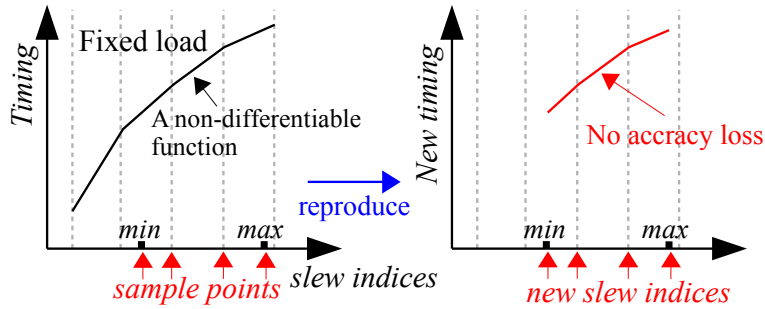 Fixed load
Timing
A non-differentiable
function
min
max
slew indices
sample points
reproduce
New timing
No accracy loss
min
max
new slew indices